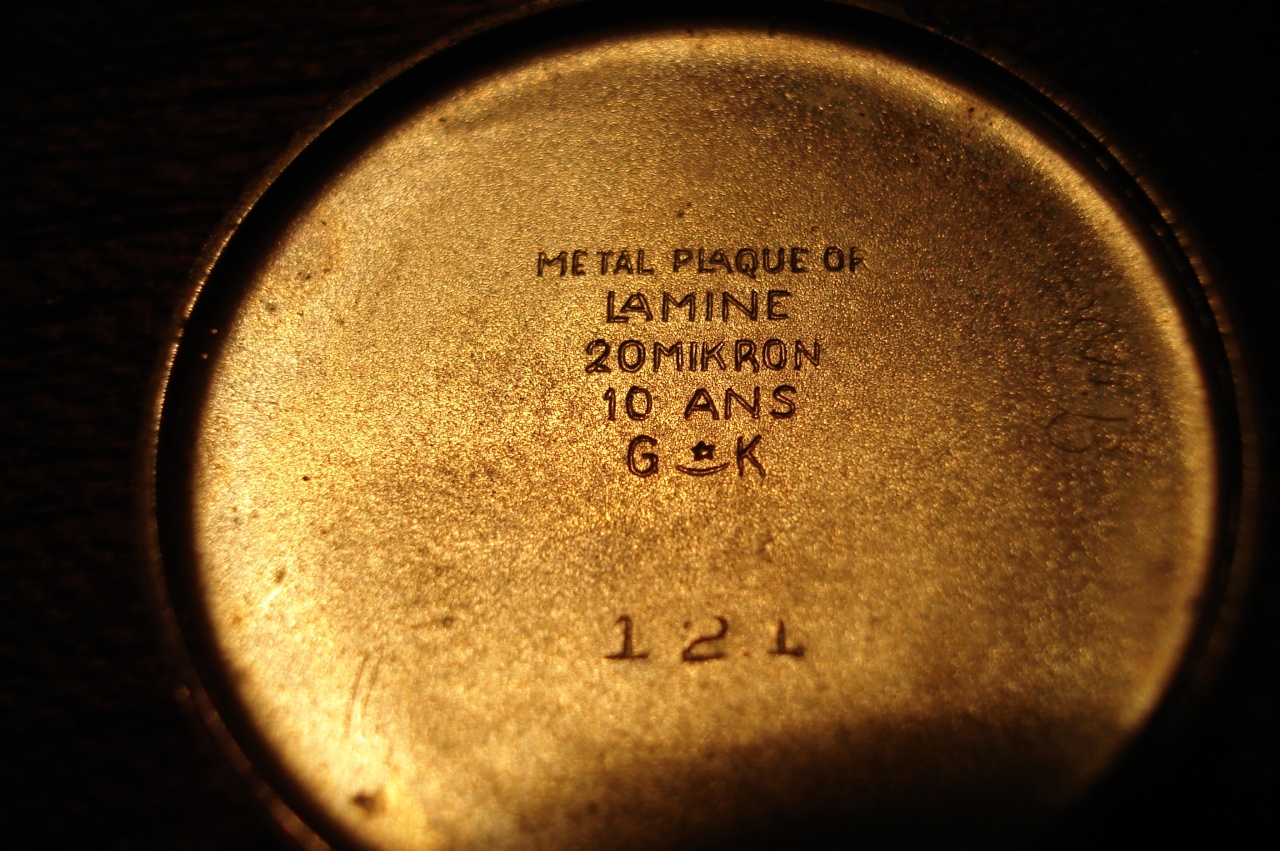 METAL PLAQUE OR
LAMINE
20MIKRON
10 ANS
G K
121